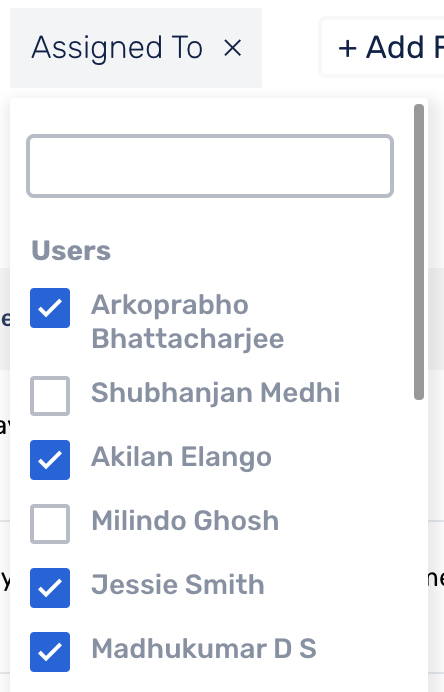 Assigned To ×
+ Add
Users
Arkoprabho
Bhattacharjee
Shubhanjan Medhi
Akilan Elango
Milindo Ghosh
Jessie Smith
Madhukumar D S